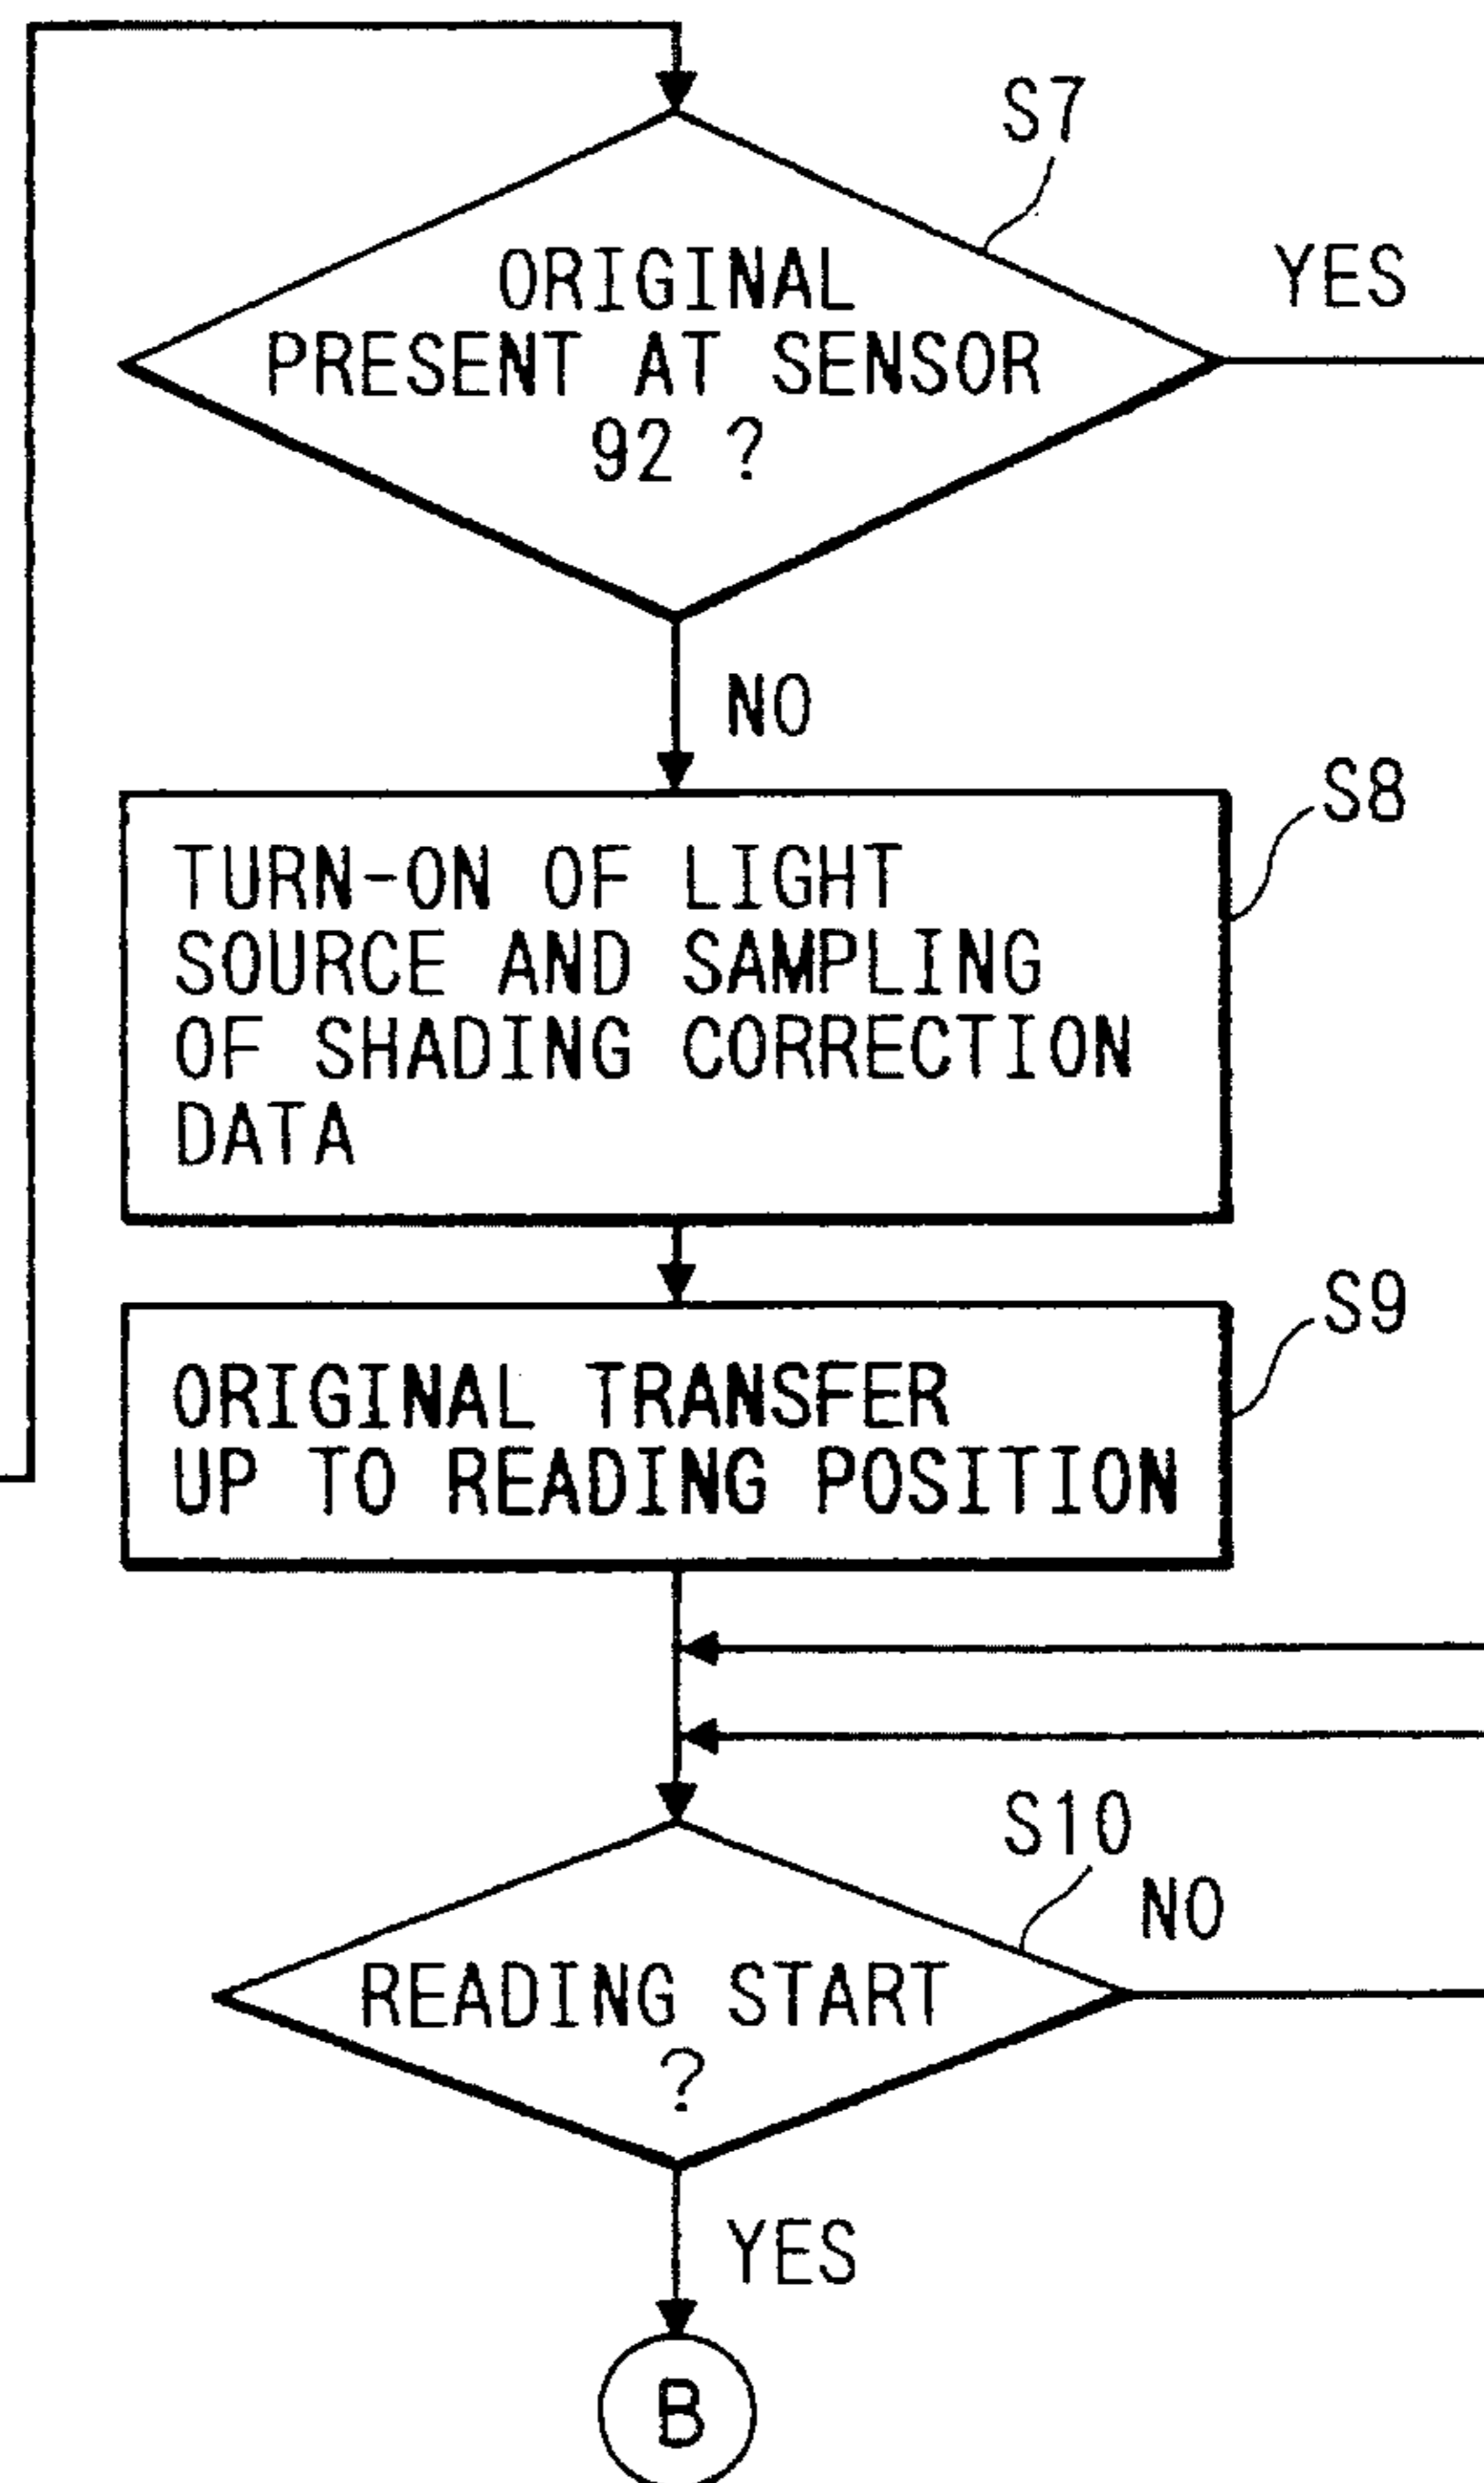 S7
ORIGINAL
PRESENT AT SENSOR
92 ?
YES
NO
S8
TURN-ON OF LIGHT
SOURCE AND SAMPLING
OF SHADING CORRECTION
DATA
S9
ORIGINAL TRANSFER
UP TO READING POSITION
S10
NO
READING START
?
YES
B